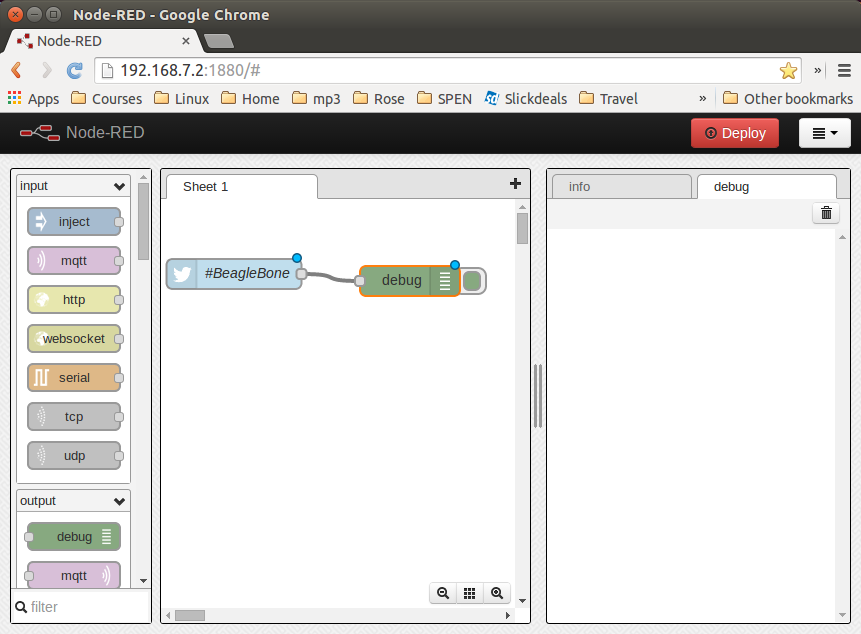 Node-RED - Google Chrome
Node-RED
192.168.7.2:1880/#
Apps Courses Linux Home mp3 Rose SPEN Slickdeals Travel » Other bookmarks
Node-RED Deploy
input
inject
mqtt
http
websocket
serial
tcp
udp
output
debug
mqtt
filter
Sheet 1
#BeagleBone debug
info debug